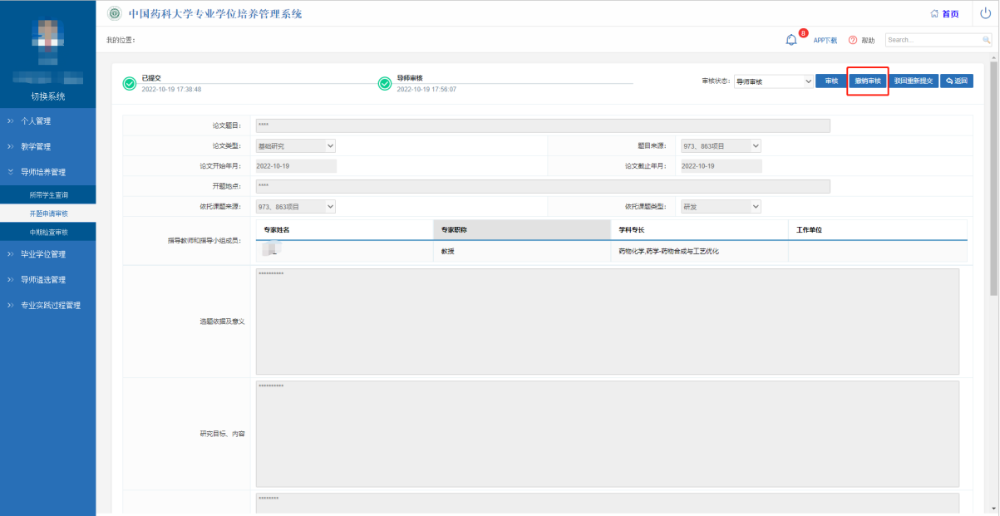 中国药科大学专业学位培养管理系统
首页
我的位置：
8
APP下载
帮助
Search...
切换系统
个人管理
教学管理
导师培养管理
所带学生查询
开题申请审核
中期检查审核
毕业学位管理
导师遴选管理
专业实践过程管理
已提交
2022-10-19 17:38:48
导师审核
2022-10-19 17:56:07
审核状态： 导师审核
审核
撤销审核
驳回重新提交
返回
论文题目： ****
论文类型： 基础研究 题目来源： 973、863项目
论文开始年月： 2022-10-19 论文截止年月： 2022-10-19
开题地点： ****
依托课题来源： 973、863项目 依托课题类型： 研发
指导教师和指导小组成员：
专家姓名 专家职称 学科专长 工作单位
教授 药物化学,药学-药物合成与工艺优化
选题依据及意义
**********
研究目标、内容
**********
********